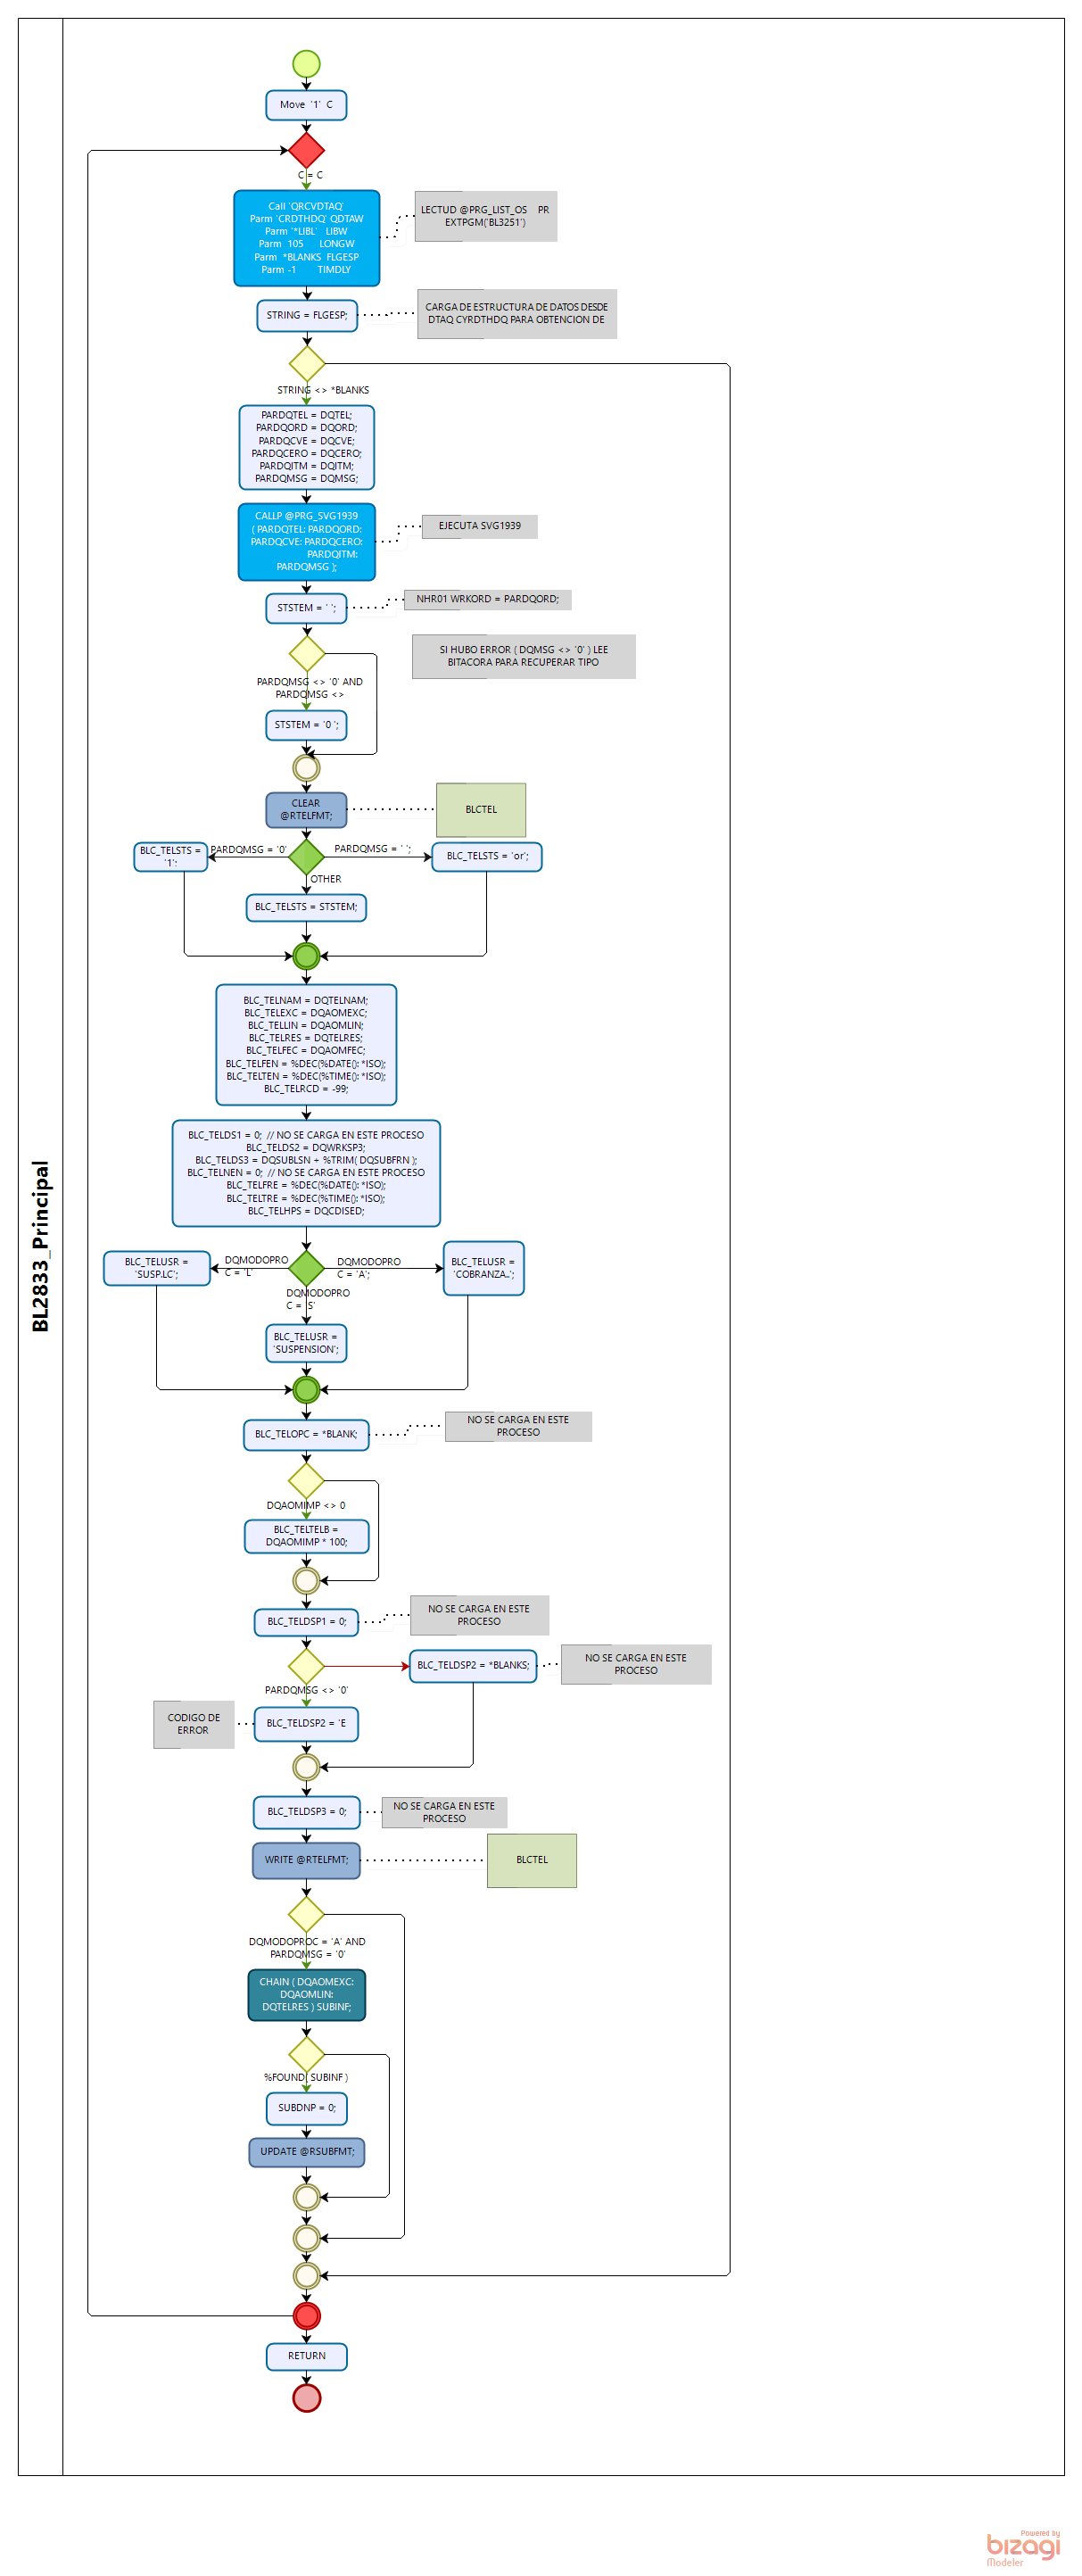 BL2833_Principal
Move '1' C
C = C
Call 'QRCVDTAQ'
Parm 'CRDTHDQ' QDTAW
Parm '*LIBL' LIBW
Parm 105 LONGW
Parm *BLANKS FLGESP
Parm -1 TIMDLY
LECTUD @PRG_LIST_OS PR
EXTPGM('BL3251')
STRING = FLGESP;
CARGA DE ESTRUCTURA DE DATOS DESDE
DTAQ CYRDTHDQ PARA OBTENCION DE
STRING <> *BLANKS
PARDQTEL = DQTEL;
PARDQORD = DQORD;
PARDQCVE = DQCVE;
PARDQCERO = DQCERO;
PARDQITM = DQITM;
PARDQMSG = DQMSG;
CALLP @PRG_SVG1939
( PARDQTEL: PARDQORD:
PARDQCVE: PARDQCERO:
PARDQITM:
PARDQMSG );
EJECUTA SVG1939
STSTEM = ' ';
NHR01 WRKORD = PARDQORD;
SI HUBO ERROR ( DQMSG <> '0' ) LEE
BITACORA PARA RECUPERAR TIPO
PARDQMSG <> '0' AND
PARDQMSG <>
STSTEM = '0 ';
CLEAR
@RTELFMT;
BLCTEL
BLC_TELSTS =
'1':
PARDQMSG = '0'
PARDQMSG = ' ';
BLC_TELSTS = 'or';
OTHER
BLC_TELSTS = STSTEM;
BLC_TELNAM = DQTELNAM;
BLC_TELEXC = DQAOMEXC;
BLC_TELLIN = DQAOMLIN;
BLC_TELRES = DQTELRES;
BLC_TELFEC = DQAOMFEC;
BLC_TELFEN = %DEC(%DATE(): *ISO);
BLC_TELTEN = %DEC(%TIME(): *ISO);
BLC_TELRCD = -99;
BLC_TELDS1 = 0; // NO SE CARGA EN ESTE PROCESO
BLC_TELDS2 = DQWRKSP3;
BLC_TELDS3 = DQSUBLSN + %TRIM( DQSUBFRN );
BLC_TELNEN = 0; // NO SE CARGA EN ESTE PROCESO
BLC_TELFRE = %DEC(%DATE(): *ISO);
BLC_TELTRE = %DEC(%TIME(): *ISO);
BLC_TELHPS = DQCDISED;
BLC_TELUSR =
'SUSP.LC';
DQMODOPRO
C = 'L'
DQMODOPRO
C = 'A';
BLC_TELUSR =
'COBRANZA..';
DQMODOPRO
C = 'S'
BLC_TELUSR =
'SUSPENSION';
BLC_TELOPC = *BLANK;
NO SE CARGA EN ESTE
PROCESO
DQAOMIMP <> 0
BLC_TELTELB =
DQAOMIMP * 100;
BLC_TELDSP1 = 0;
NO SE CARGA EN ESTE
PROCESO
BLC_TELDSP2 = *BLANKS;
NO SE CARGA EN ESTE
PROCESO
PARDQMSG <> '0'
CODIGO DE
ERROR
BLC_TELDSP2 = 'E
BLC_TELDSP3 = 0;
NO SE CARGA EN ESTE
PROCESO
WRITE @RTELFMT;
BLCTEL
DQMODOPROC = 'A' AND
PARDQMSG = '0'
CHAIN ( DQAOMEXC:
DQAOMLIN:
DQTELRES ) SUBINF;
%FOUND( SUBINF )
SUBDNP = 0;
UPDATE @RSUBFMT;
RETURN
Powered by
bizagi
Modeler